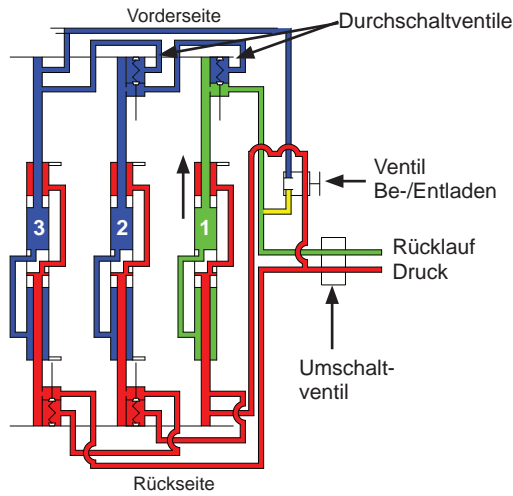 Vorderseite
Durchschaltventile
Ventil
Be-/Entladen
3
2
1
Rücklauf
Druck
Umschalt-
ventil
Rückseite